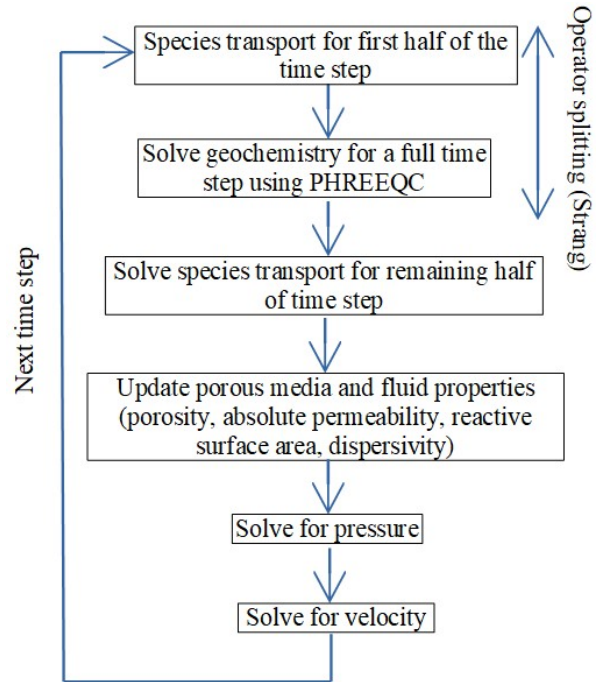 Species transport for first half of the
time step
Solve geochemistry for a full time
step using PHREEQC
Solve species transport for remaining half
of time step
Update porous media and fluid properties
(porosity, absolute permeability, reactive
surface area, dispersivity)
Solve for pressure
Solve for velocity
Next time step
Operator splitting (Strang)